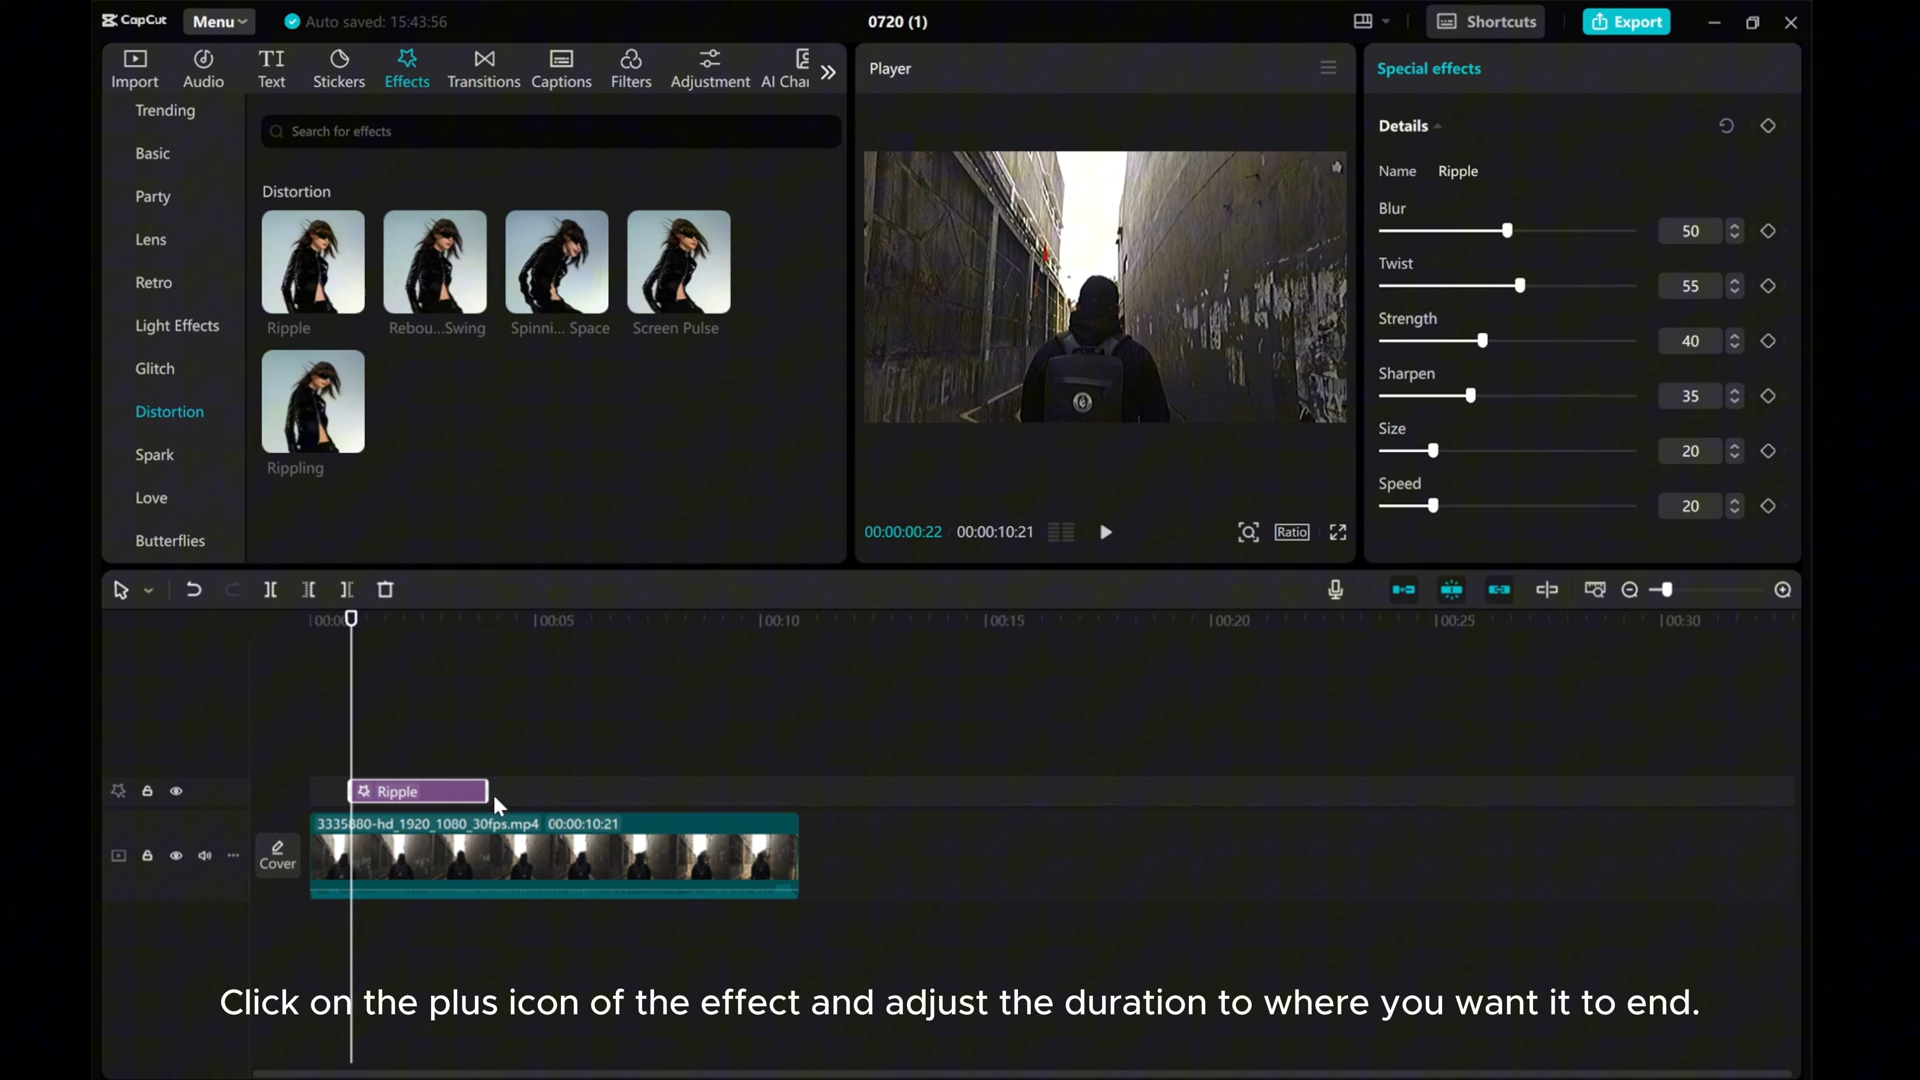 CapCut
Menu
Auto saved: 15:43:56
0720 (1)
Shortcuts
Export
Import
Audio
TI
Text
Stickers
Effects
Transitions
Captions
Filters
Adjustment
AI Char
Player
Special effects
Trending
Basic
Party
Lens
Retro
Light Effects
Glitch
Distortion
Spark
Love
Butterflies
Search for effects
Distortion
Ripple
Rebou...Swing
Spinni... Space
Screen Pulse
Rippling
00:00:00:22
00:00:10:21
Ratio
Details
Name Ripple
Blur
50
Twist
55
Strength
40
Sharpen
35
Size
20
Speed
20
00:00
00:05
00:10
00:15
00:20
00:25
00:30
Ripple
3335880-hd_1920_1080_30fps.mp4 00:00:10:21
Cover
Click on the plus icon of the effect and adjust the duration to where you want it to end.